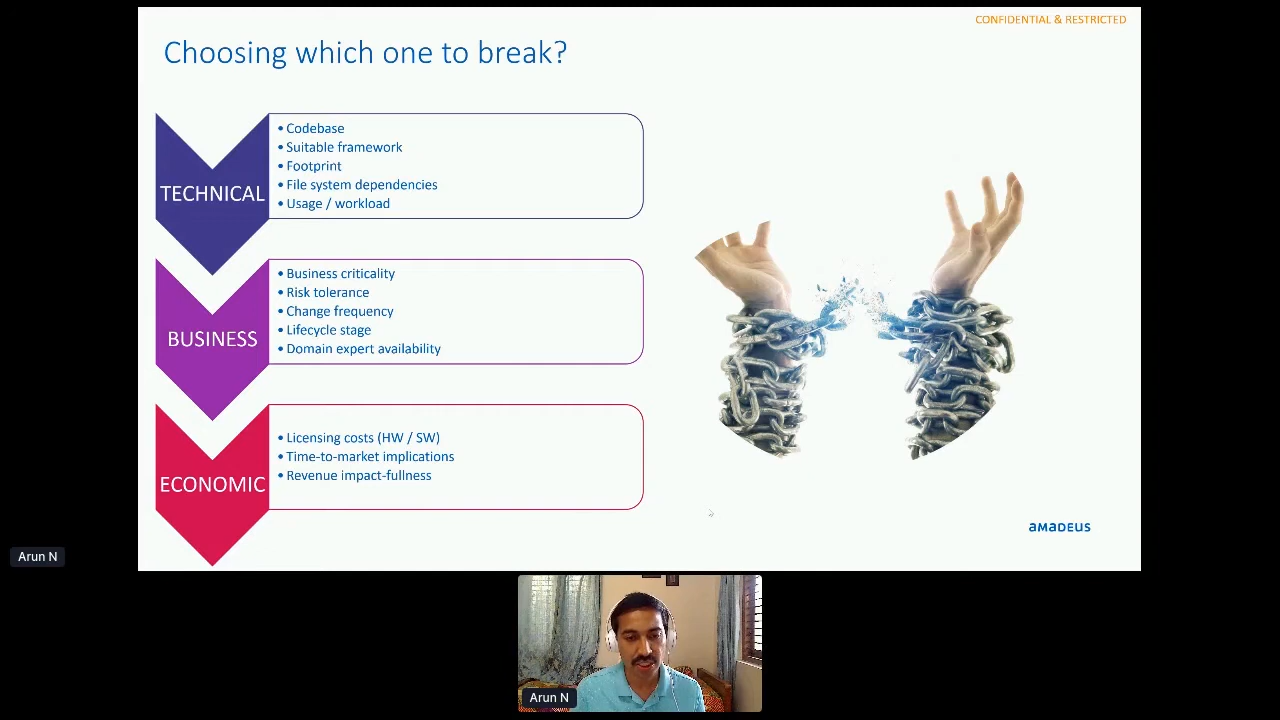 CONFIDENTIAL & RESTRICTED
Choosing which one to break?
TECHNICAL
• Codebase
• Suitable framework
• Footprint
• File system dependencies
• Usage / workload
BUSINESS
• Business criticality
• Risk tolerance
• Change frequency
• Lifecycle stage
• Domain expert availability
ECONOMIC
• Licensing costs (HW / SW)
• Time-to-market implications
• Revenue impact-fullness
amadeus
Arun N
Arun N